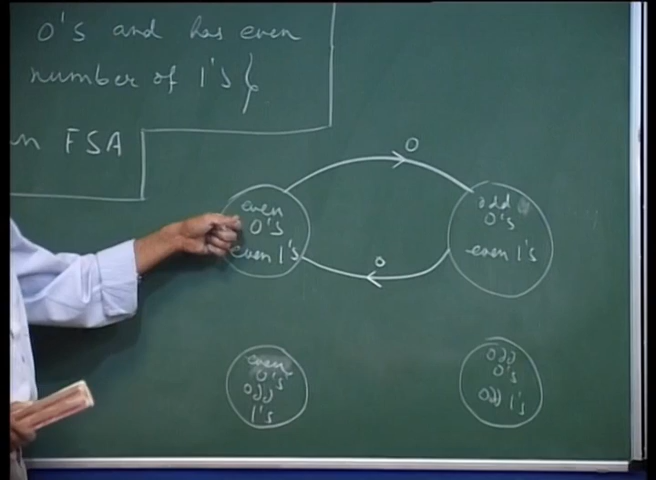 0's and has even
number of 1's}
n FSA
0
even
0's
even 1's
odd
0's
even 1's
0
even
0's
odd
1's
odd
0's
odd 1's